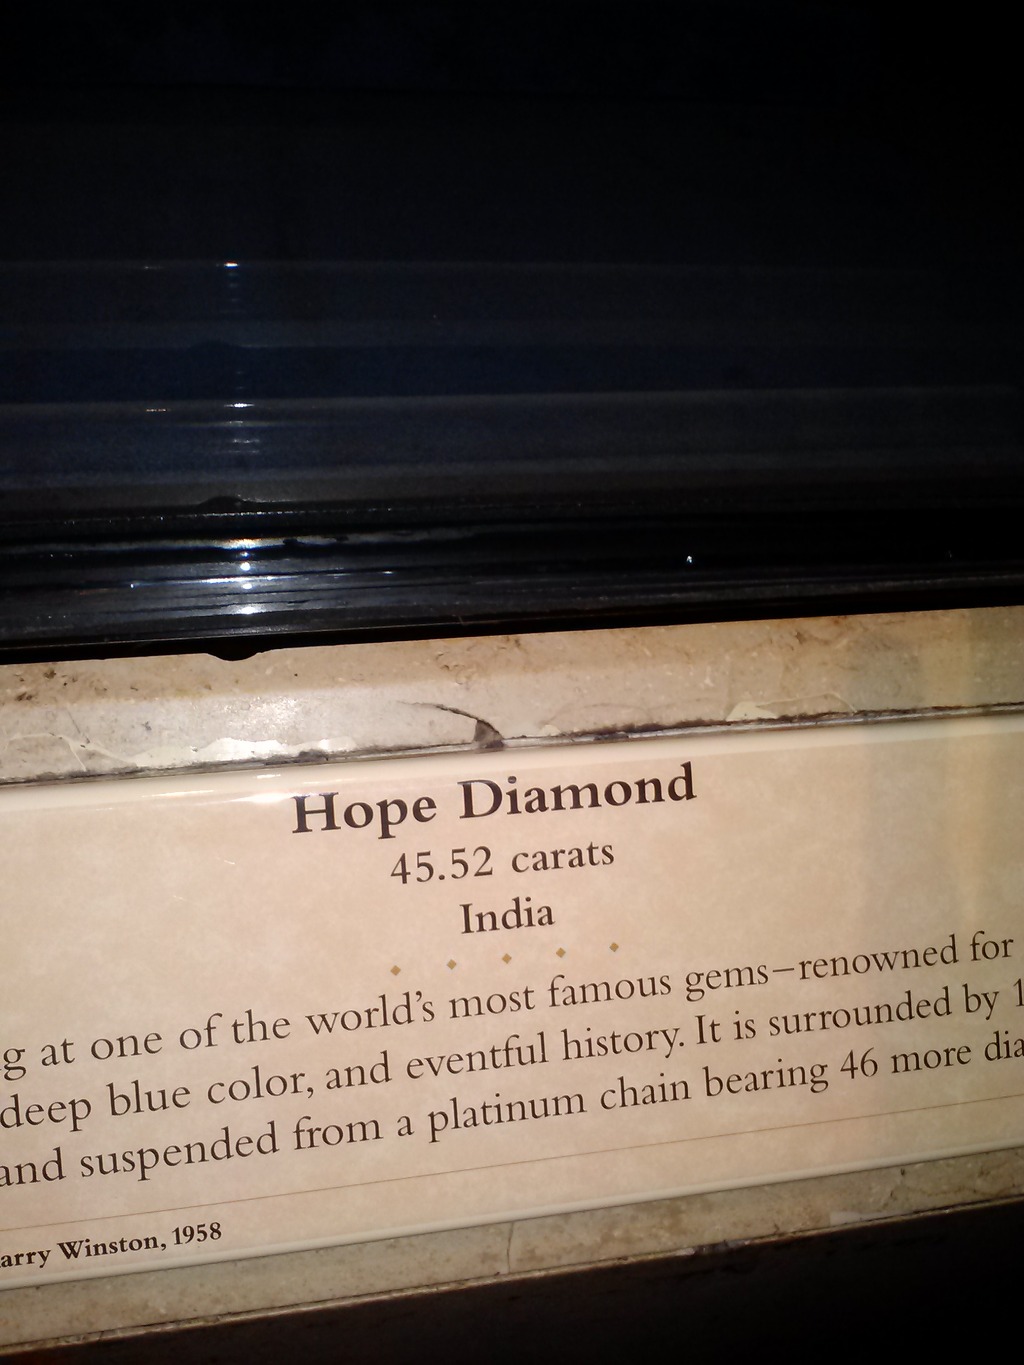 Hope Diamond
45.52 carats
India
at one of the world's most famous gems—renowned for
deep blue color, and eventful history. It is surrounded by
and suspended from a platinum chain bearing 46 more
Winston, 1958